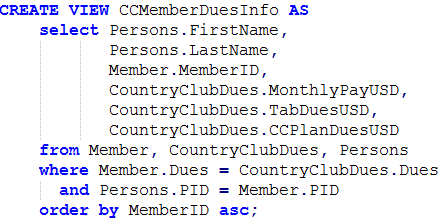 CREATE VIEW CCMemberDuesInfo AS
select Persons.FirstName,
Persons.LastName,
Member.MemberID,
CountryClubDues.MonthlyPayUSD,
CountryClubDues.TabDuesUSD,
CountryClubDues.CCPlanDuesUSD
from Member, CountryClubDues, Persons
where Member.Dues = CountryClubDues.Dues
and Persons.PID = Member.PID
order by MemberID asc;